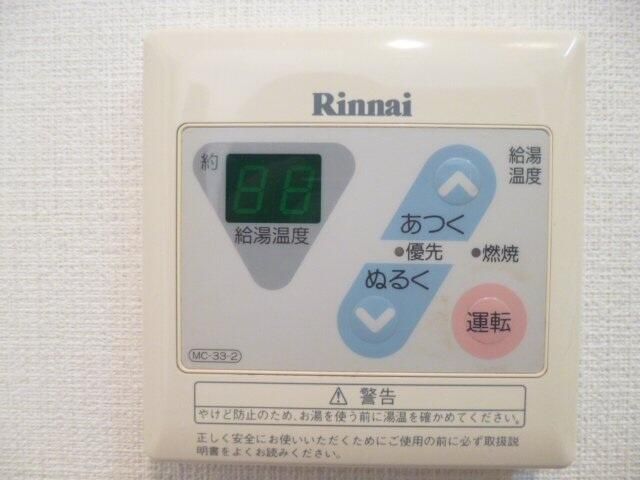 Rinnai
約
給湯
温度
給湯温度
あつく
優先
燃焼
ぬるく
運転
MC-33-2
警告
やけど防止のため、お湯を使う前に湯温を確かめてください。
正しく安全にお使いいただくためにご使用の前に必ず取扱説
明書をよくお読みください。